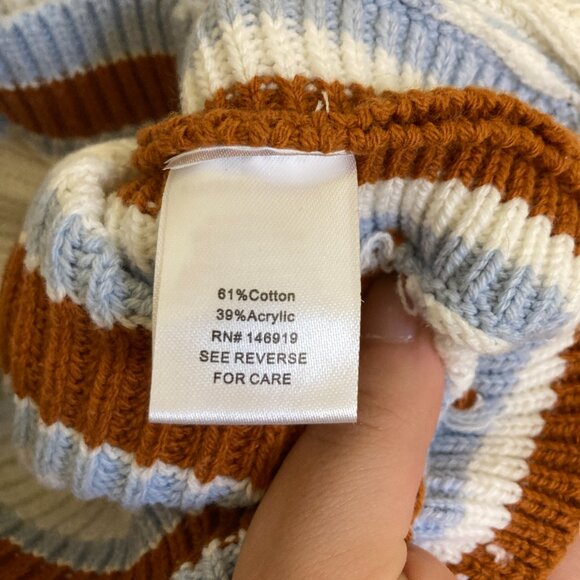 61%Cotton
39%Acrylic
RN# 146919
SEE REVERSE
FOR CARE